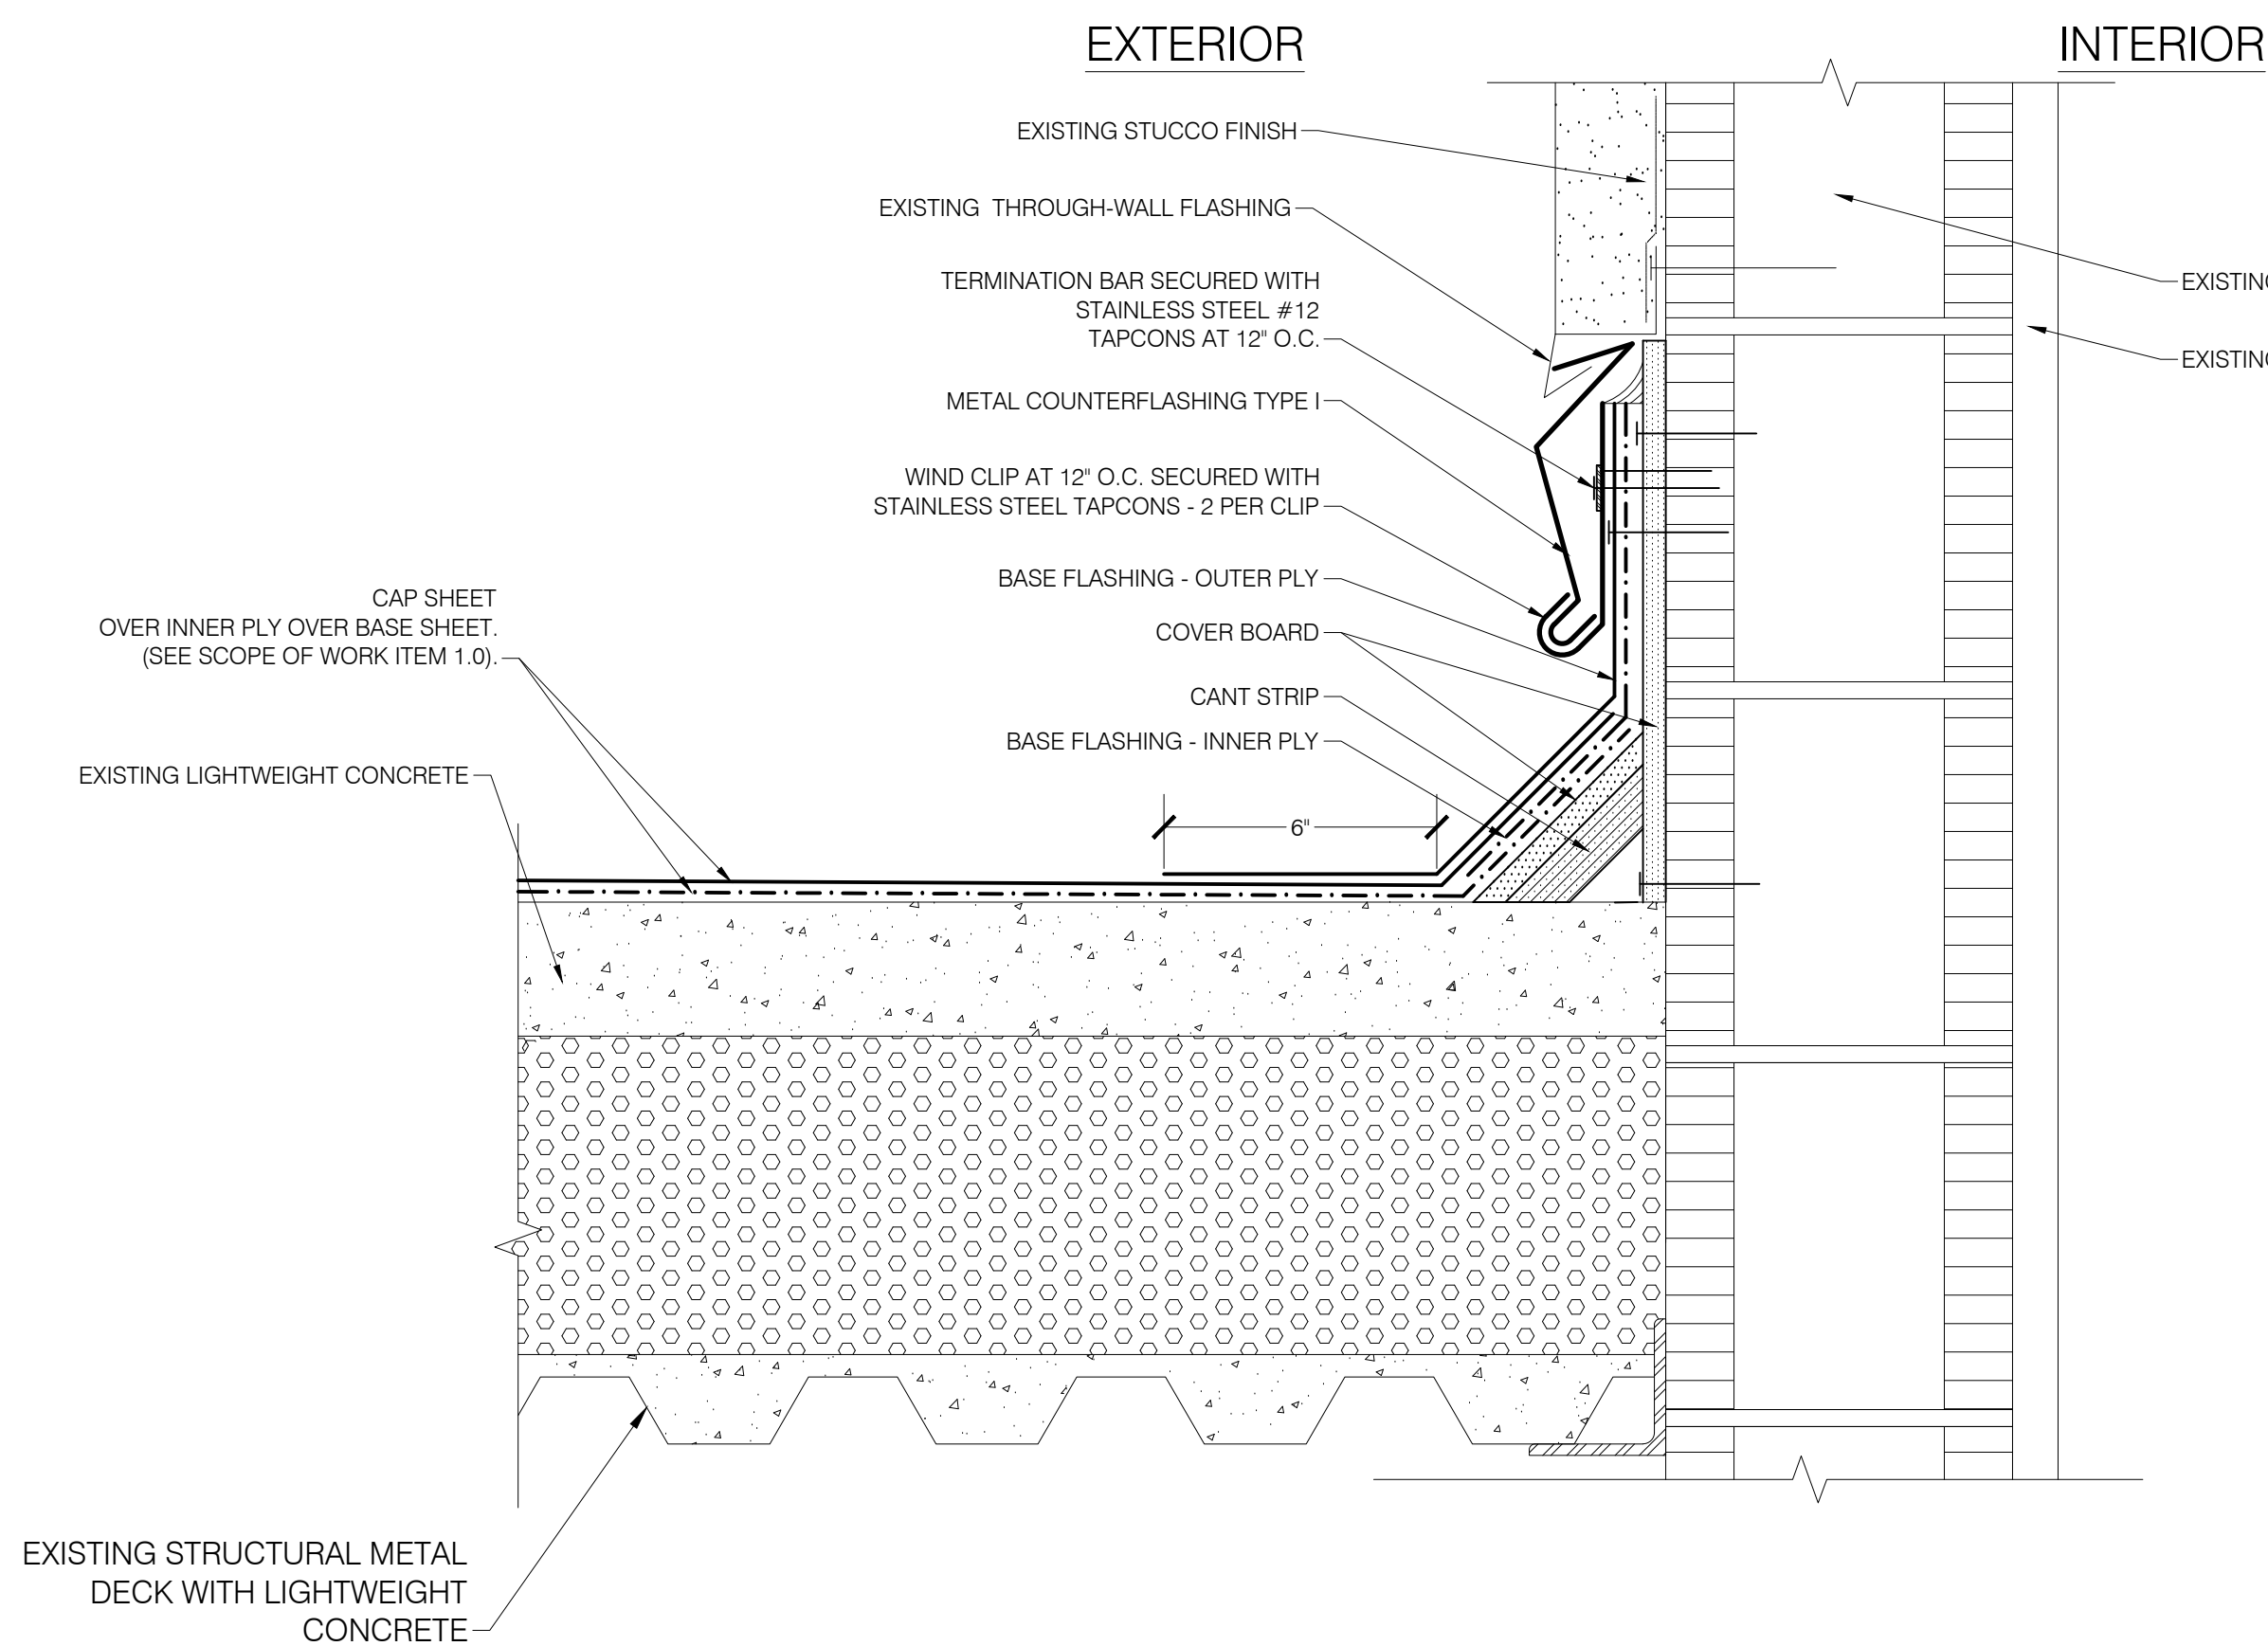 EXTERIOR
INTERIOR
EXISTING STUCCO FINISH
EXISTING THROUGH-WALL FLASHING
TERMINATION BAR SECURED WITH
STAINLESS STEEL #12
TAPCONS AT 12" O.C.
METAL COUNTERFLASHING TYPE I
WIND CLIP AT 12" O.C. SECURED WITH
STAINLESS STEEL TAPCONS - 2 PER CLIP
BASE FLASHING - OUTER PLY
COVER BOARD
CANT STRIP
BASE FLASHING - INNER PLY
EXISTING
EXISTING
CAP SHEET
OVER INNER PLY OVER BASE SHEET.
(SEE SCOPE OF WORK ITEM 1.0).
EXISTING LIGHTWEIGHT CONCRETE
6"
EXISTING STRUCTURAL METAL
DECK WITH LIGHTWEIGHT
CONCRETE